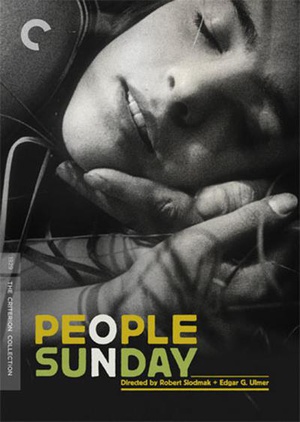 PEOPLE
SUNDAY
Directed by Robert Siodmak + Edgar G. Ulmer
THE CRITERION COLLECTION